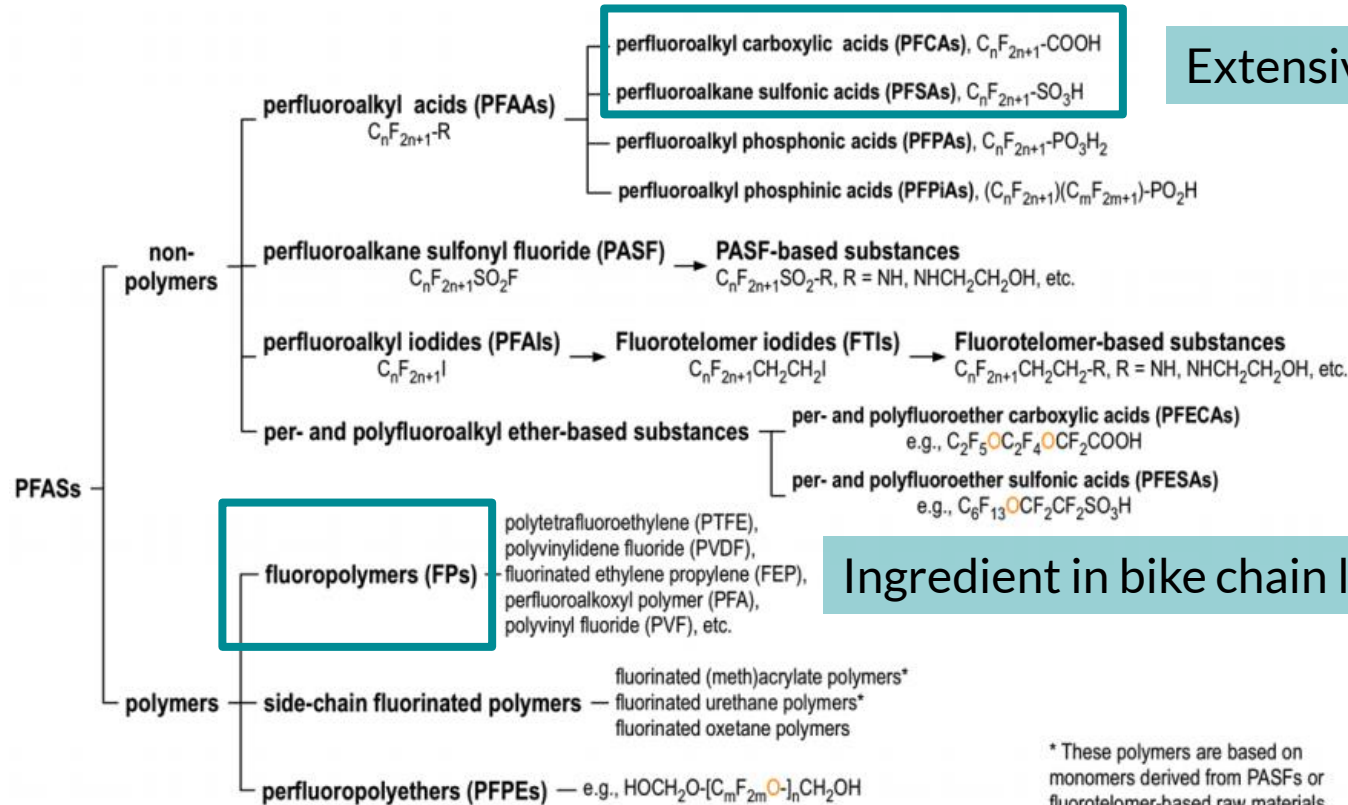 perfluoroalkyl carboxylic acids (PFCAs), CₙF₂ₙ₊₁-COOH
perfluoroalkane sulfonic acids (PFSAs), CₙF₂ₙ₊₁-SO₃H
perfluoroalkyl acids (PFAAs)
CₙF₂ₙ₊₁-R
perfluoroalkyl phosphonic acids (PFPAs), CₙF₂ₙ₊₁-PO₃H₂
perfluoroalkyl phosphinic acids (PFPiAs), (CₙF₂ₙ₊₁)(CₘF₂ₘ₊₁)-PO₂H
non-
polymers
perfluoroalkane sulfonyl fluoride (PASF)
CₙF₂ₙ₊₁SO₂F
PASF-based substances
CₙF₂ₙ₊₁SO₂-R, R = NH, NHCH₂CH₂OH, etc.
perfluoroalkyl iodides (PFAIs)
CₙF₂ₙ₊₁I
Fluorotelomer iodides (FTIs)
CₙF₂ₙ₊₁CH₂CH₂I
Fluorotelomer-based substances
CₙF₂ₙ₊₁CH₂CH₂-R, R = NH, NHCH₂CH₂OH, etc.
per- and polyfluoroalkyl ether-based substances
per- and polyfluoroether carboxylic acids (PFECAs)
e.g., C₂F₅OC₂F₄OCF₂COOH
per- and polyfluoroether sulfonic acids (PFESAs)
e.g., C₆F₁₃OCF₂CF₂SO₃H
PFASs
fluoropolymers (FPs)
polytetrafluoroethylene (PTFE),
polyvinylidene fluoride (PVDF),
fluorinated ethylene propylene (FEP),
perfluoroalkoxyl polymer (PFA),
polyvinyl fluoride (PVF), etc.
Ingredient in bike chain
polymers
side-chain fluorinated polymers
fluorinated (meth)acrylate polymers*
fluorinated urethane polymers*
fluorinated oxetane polymers
perfluoropolyethers (PFPEs)
e.g., HOCH₂O-[CₘF₂ₘO-]ₙCH₂OH
* These polymers are based on
monomers derived from PASFs or
fluorotelomer-based raw materials